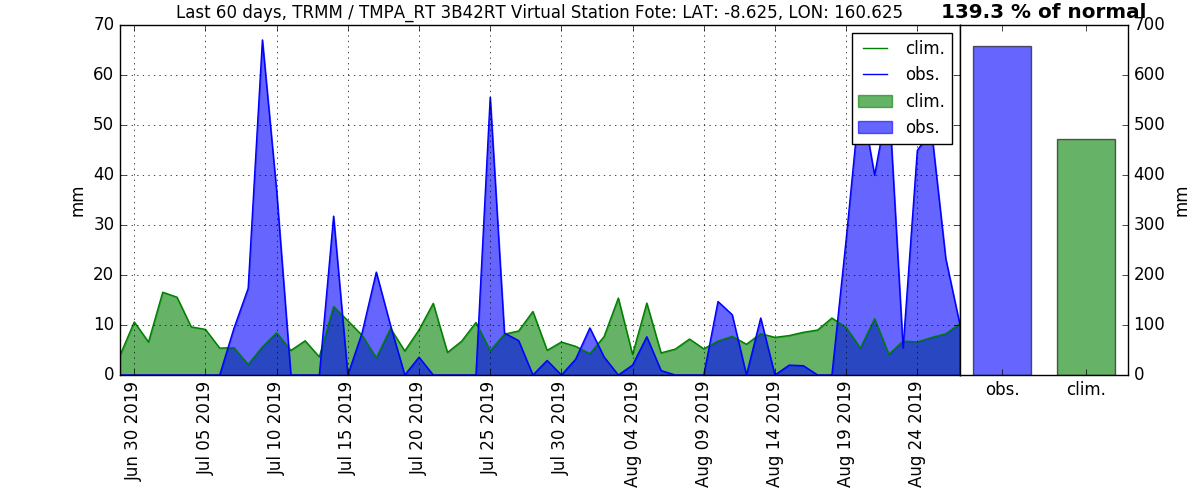 Last 60 days, TRMM / TMPA_RT 3B42RT Virtual Station Fote: LAT: -8.625, LON: 160.625
139.3 % of normal
70
60
50
40
30
20
10
0
mm
clim.
obs.
clim.
obs.
700
600
500
400
300
200
100
0
mm
Jun 30 2019
Jul 05 2019
Jul 10 2019
Jul 15 2019
Jul 20 2019
Jul 25 2019
Jul 30 2019
Aug 04 2019
Aug 09 2019
Aug 14 2019
Aug 19 2019
Aug 24 2019
obs.
clim.